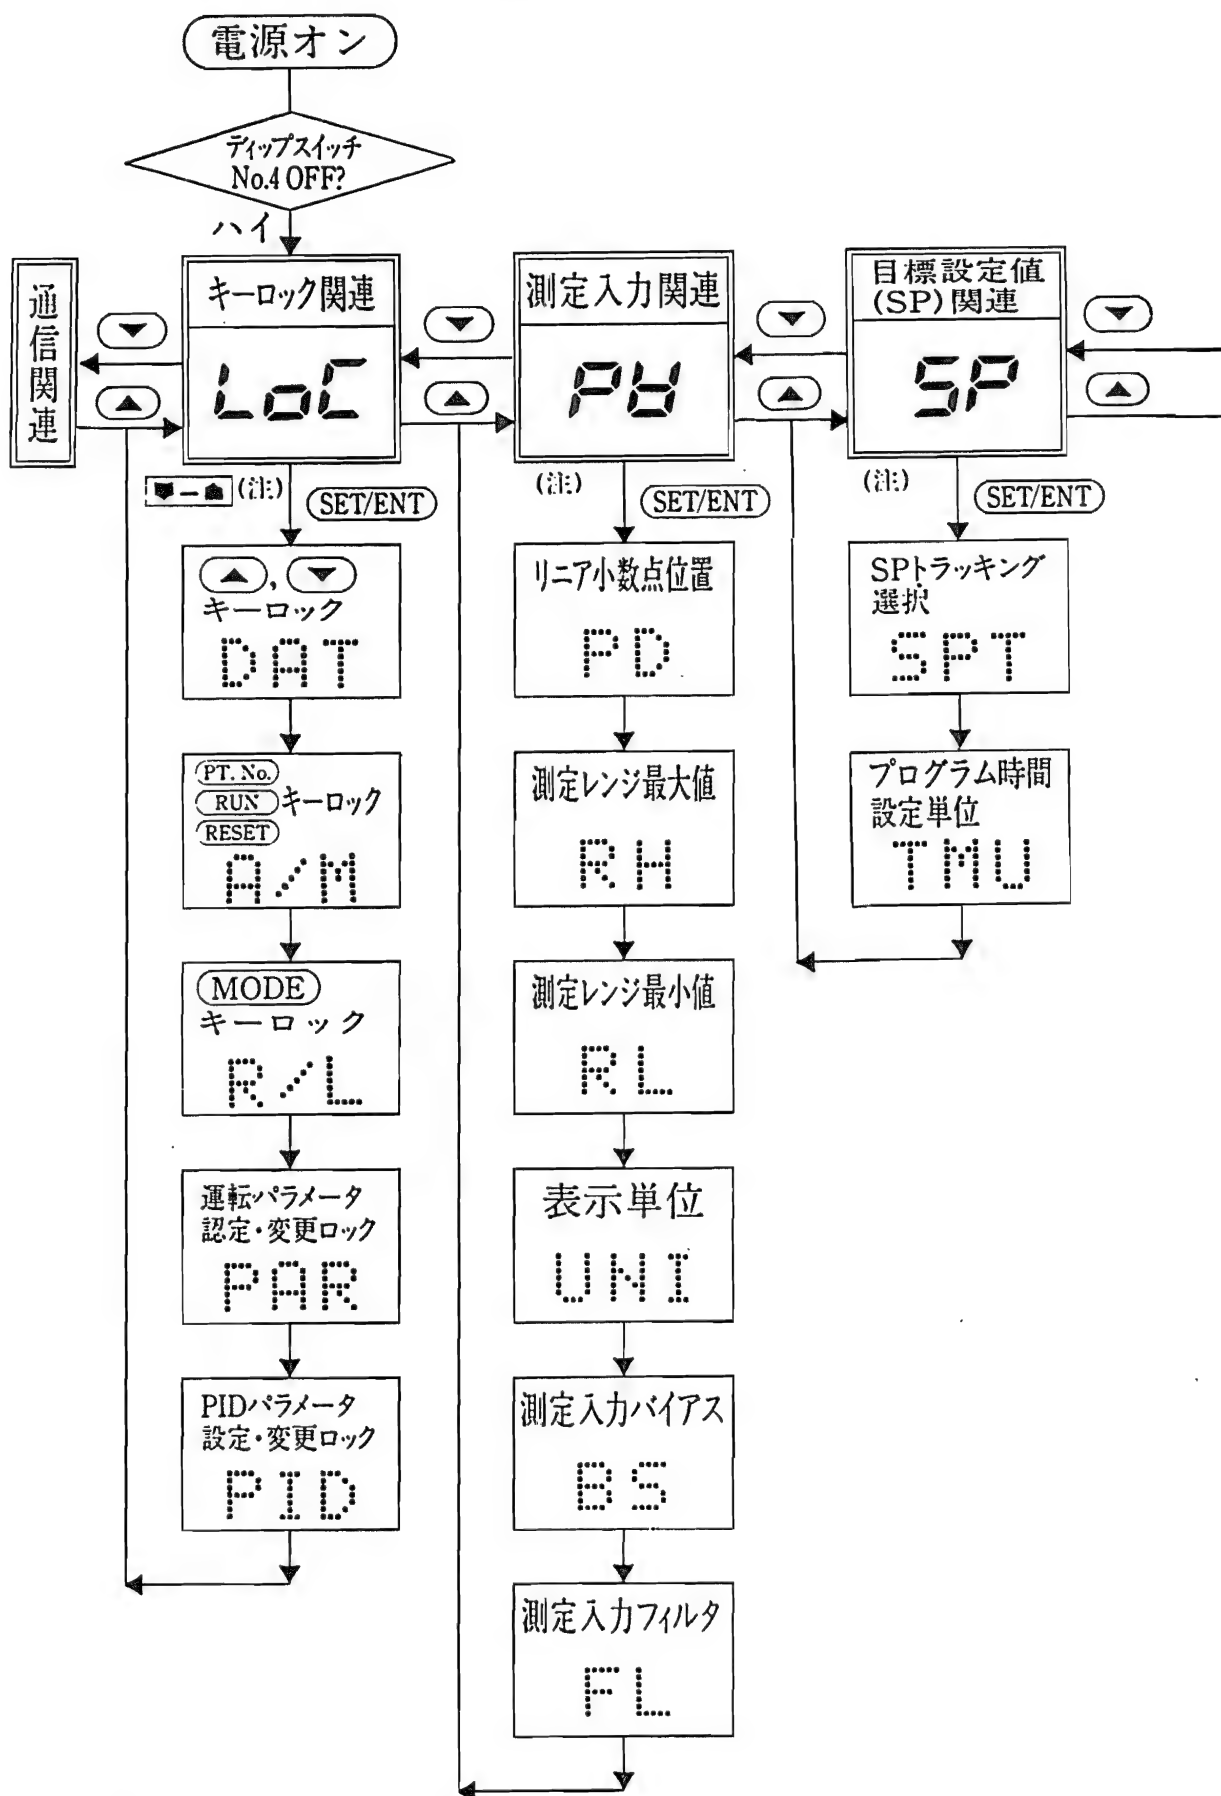 電源オン
ディップスイッチ
No.4 OFF?
ハイ
通信関連
キーロック関連
LoC
測定入力関連
PV
目標設定値
(SP)関連
SP
(注)
SET/ENT
(注)
SET/ENT
(注)
SET/ENT
▲, ▼
キーロック
DAT
PT. No.
RUN キーロック
RESET
A/M
MODE
キーロック
R/L
運転パラメータ
認定・変更ロック
PAR
PIDパラメータ
設定・変更ロック
PID
リニア小数点位置
PD
測定レンジ最大値
RH
測定レンジ最小値
RL
表示単位
UNI
測定入力バイアス
BS
測定入力フィルタ
FL
SPトラッキング
選択
SPT
プログラム時間
設定単位
TMU